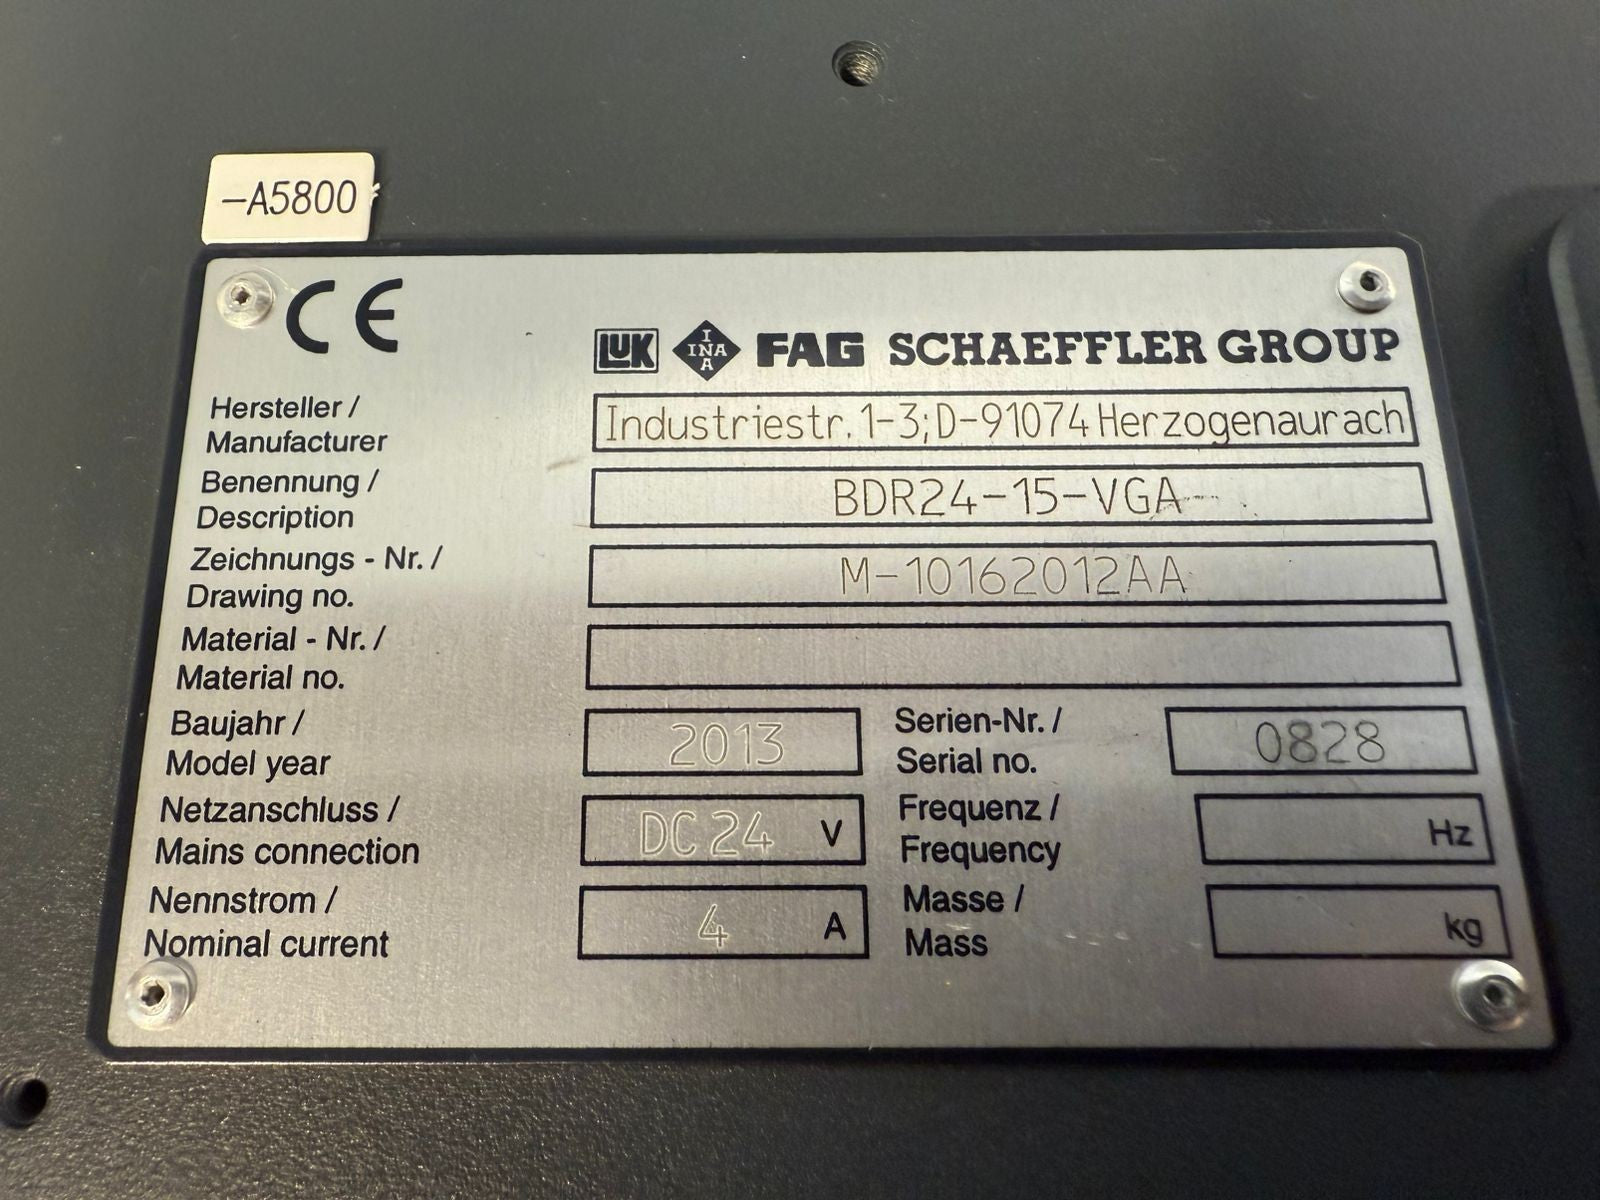 -A5800
CE
LUK INA INA FAG SCHAEFFLER GROUP
Hersteller / Manufacturer
Industriestr. 1-3; D-91074 Herzogenaurach
Benennung / Description
BDR24-15-VGA
Zeichnungs - Nr. / Drawing no.
M-10162012AA
Material - Nr. / Material no.
Baujahr / Model year
2013
Serien-Nr. / Serial no.
0828
Netzanschluss / Mains connection
DC 24 V
Frequenz / Frequency
Hz
Nennstrom / Nominal current
4 A
Masse / Mass
kg